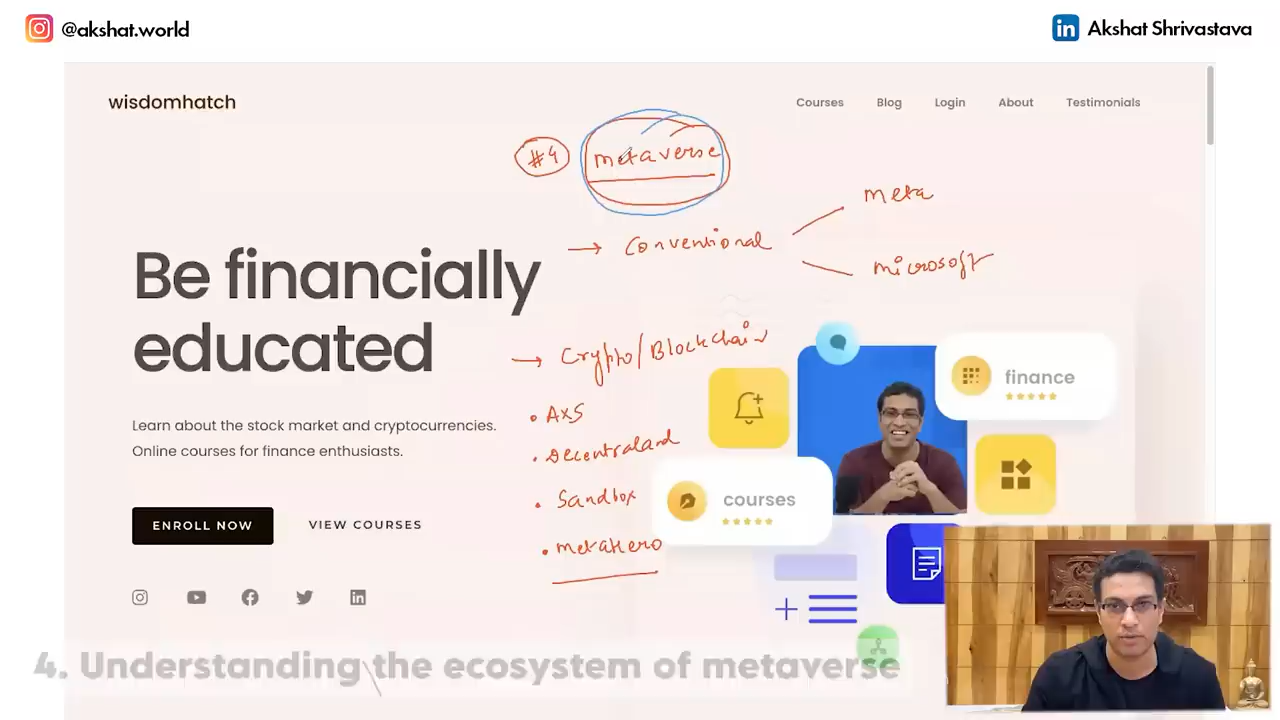 @akshat.world
in Akshat Shrivastava
wisdomhatch
Courses Blog Login About Testimonials
#4 metaverse
meta
→ Conventional
microsoft
Be financially
educated
→ Crypto/Blockchain
finance
• AXS
Learn about the stock market and cryptocurrencies.
Online courses for finance enthusiasts.
• Decentraland
• Sandbox
courses
ENROLL NOW VIEW COURSES
• metaHero
4. Understanding the ecosystem of metaverse